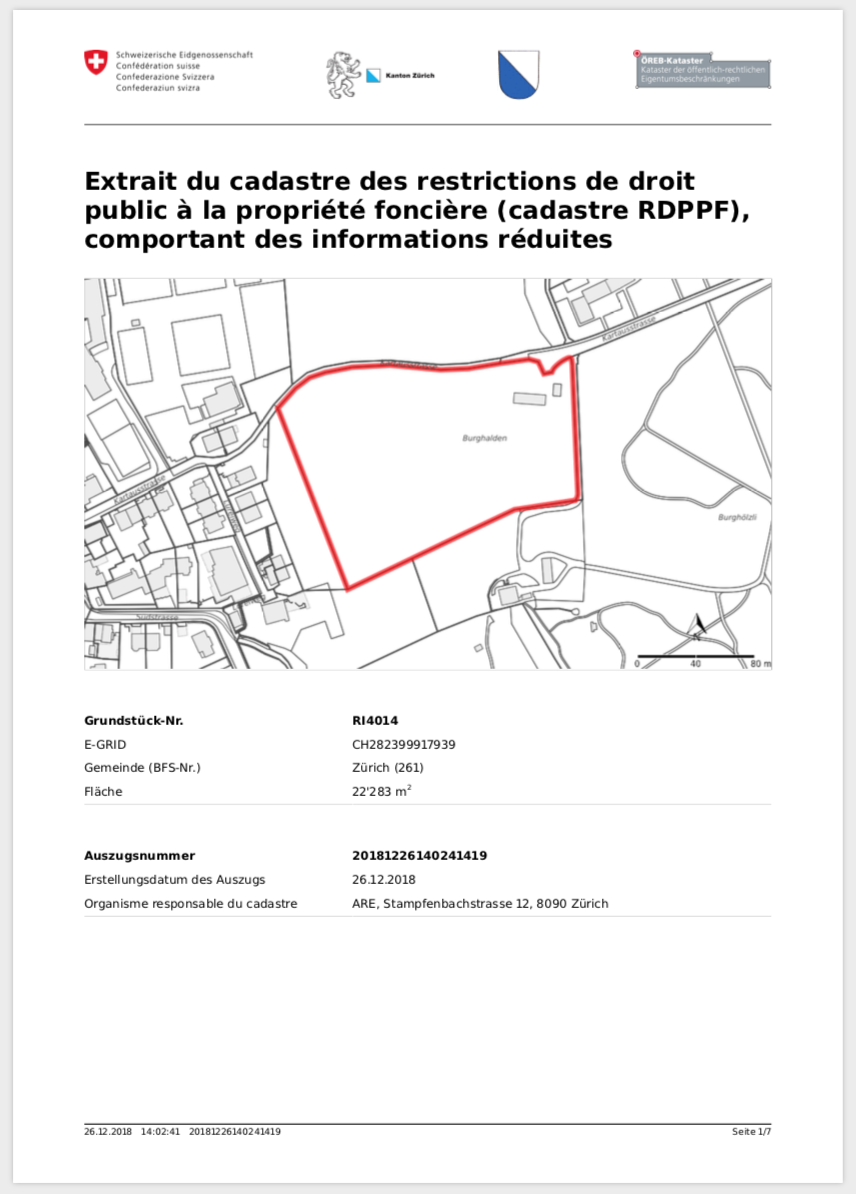 Schweizerische Eidgenossenschaft
Confédération suisse
Confederazione Svizzera
Confederaziun svizra
Kanton Zürich
ÖREB-Kataster
Kataster der öffentlich-rechtlichen
Eigentumsbeschränkungen
Extrait du cadastre des restrictions de droit
public à la propriété foncière (cadastre RDPPF),
comportant des informations réduites
Kartausstrasse
Burghalden
Kartausstrasse
Burghölzli
Südstrasse
0 40 80 m
Grundstück-Nr. RI4014
E-GRID CH282399917939
Gemeinde (BFS-Nr.) Zürich (261)
Fläche 22'283 m²
Auszugsnummer 20181226140241419
Erstellungsdatum des Auszugs 26.12.2018
Organisme responsable du cadastre ARE, Stampfenbachstrasse 12, 8090 Zürich
26.12.2018 14:02:41 20181226140241419 Seite 1/7